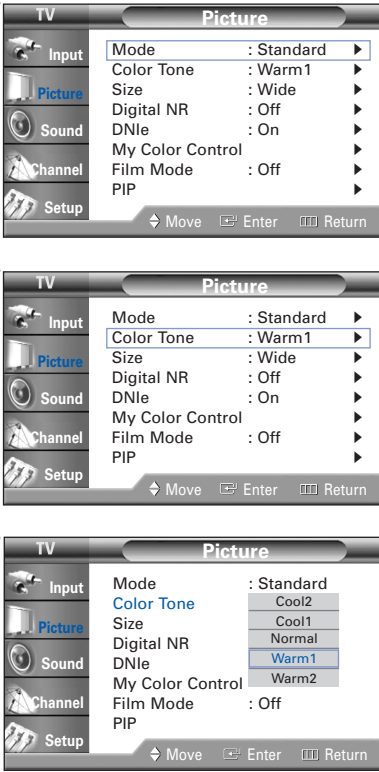 TV Picture
Input
Picture
Sound
Channel
Setup
Mode : Standard
Color Tone : Warm1
Size : Wide
Digital NR : Off
DNIe : On
My Color Control
Film Mode : Off
PIP
Move Enter Return
TV Picture
Input
Picture
Sound
Channel
Setup
Mode : Standard
Color Tone : Warm1
Size : Wide
Digital NR : Off
DNIe : On
My Color Control
Film Mode : Off
PIP
Move Enter Return
TV Picture
Input
Picture
Sound
Channel
Setup
Mode : Standard
Color Tone
Size
Digital NR
DNIe
My Color Control
Film Mode : Off
PIP
Cool2
Cool1
Normal
Warm1
Warm2
Move Enter Return